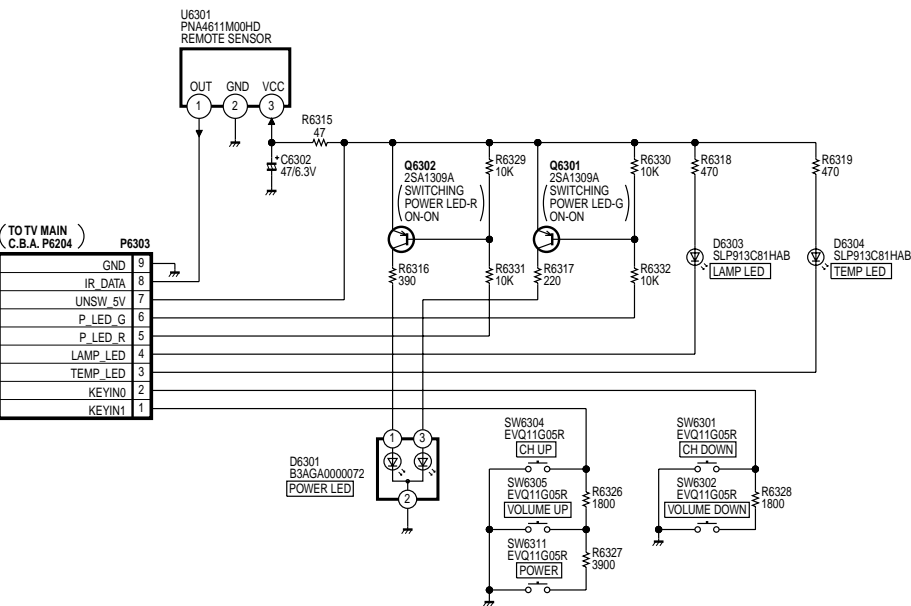 U6301
PNA4611M00HD
REMOTE SENSOR
OUT GND VCC
1 2 3
R6315
47
+
C6302
47/6.3V
Q6302
2SA1309A
(SWITCHING
POWER LED-R
ON-ON)
R6329
10K
Q6301
2SA1309A
(SWITCHING
POWER LED-G
ON-ON)
R6330
10K
R6318
470
R6319
470
D6303
SLP913C81HAB
LAMP LED
D6304
SLP913C81HAB
TEMP LED
R6316
390
R6331
10K
R6317
220
R6332
10K
(TO TV MAIN
C.B.A. P6204)
P6303
GND 9
IR_DATA 8
UNSW_5V 7
P_LED_G 6
P_LED_R 5
LAMP_LED 4
TEMP_LED 3
KEYIN0 2
KEYIN1 1
1 3
2
D6301
B3AGA0000072
POWER LED
SW6304
EVQ11G05R
CH UP
SW6305
EVQ11G05R
VOLUME UP
R6326
1800
SW6311
EVQ11G05R
POWER
R6327
3900
SW6301
EVQ11G05R
CH DOWN
SW6302
EVQ11G05R
VOLUME DOWN
R6328
1800